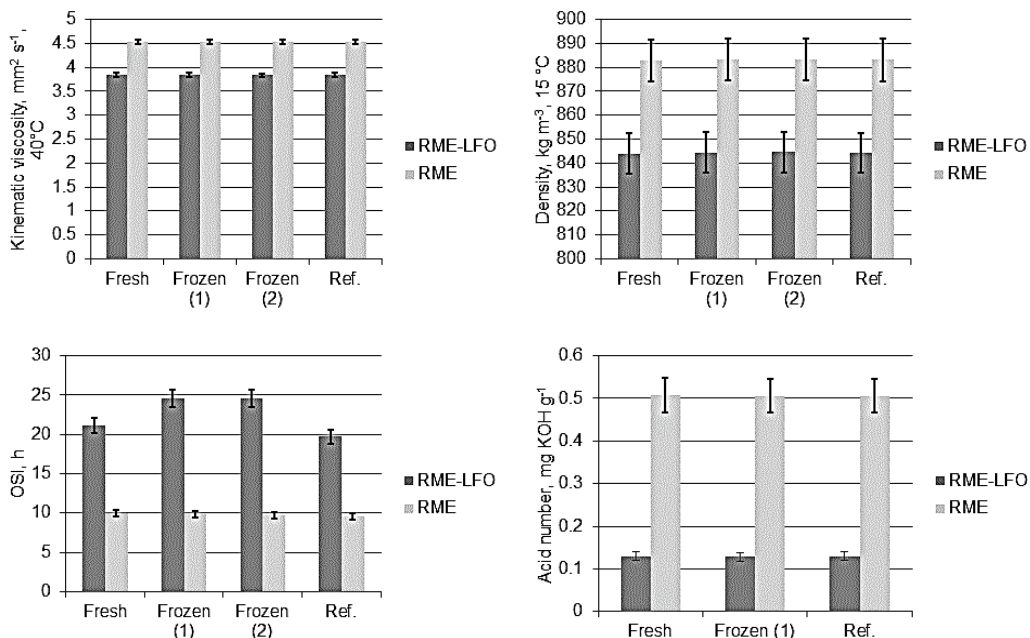 Kinematic viscosity, mm² s⁻¹,
40°C
5
4.5
4
3.5
3
2.5
2
1.5
1
0.5
0
Fresh
Frozen
(1)
Frozen
(2)
Ref.
RME-LFO
RME
Density, kg m⁻³, 15 °C
900
890
880
870
860
850
840
830
820
810
800
Fresh
Frozen
(1)
Frozen
(2)
Ref.
RME-LFO
RME
OSI, h
30
25
20
15
10
5
0
Fresh
Frozen
(1)
Frozen
(2)
Ref.
RME-LFO
RME
Acid number, mg KOH g⁻¹
0.6
0.5
0.4
0.3
0.2
0.1
0
Fresh
Frozen (1)
Ref.
RME-LFO
RME